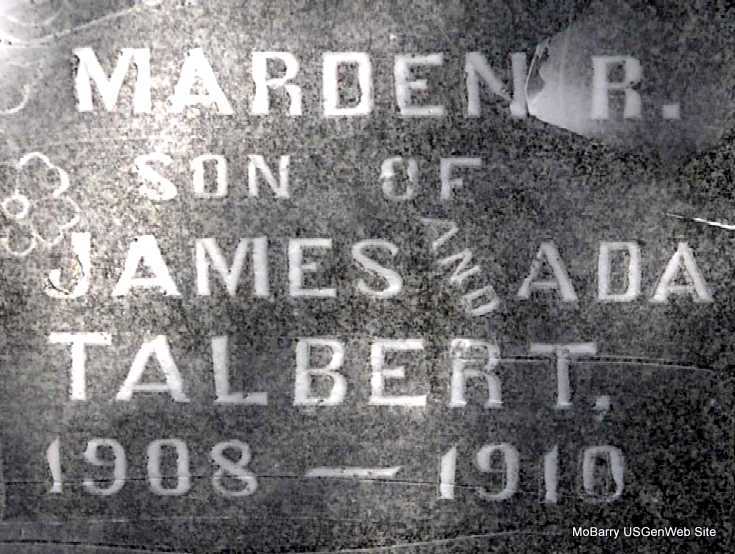 MARDEN R.
SON OF
JAMES AND ADA
TALBERT,
1908 — 1910
MoBarry USGenWeb Site